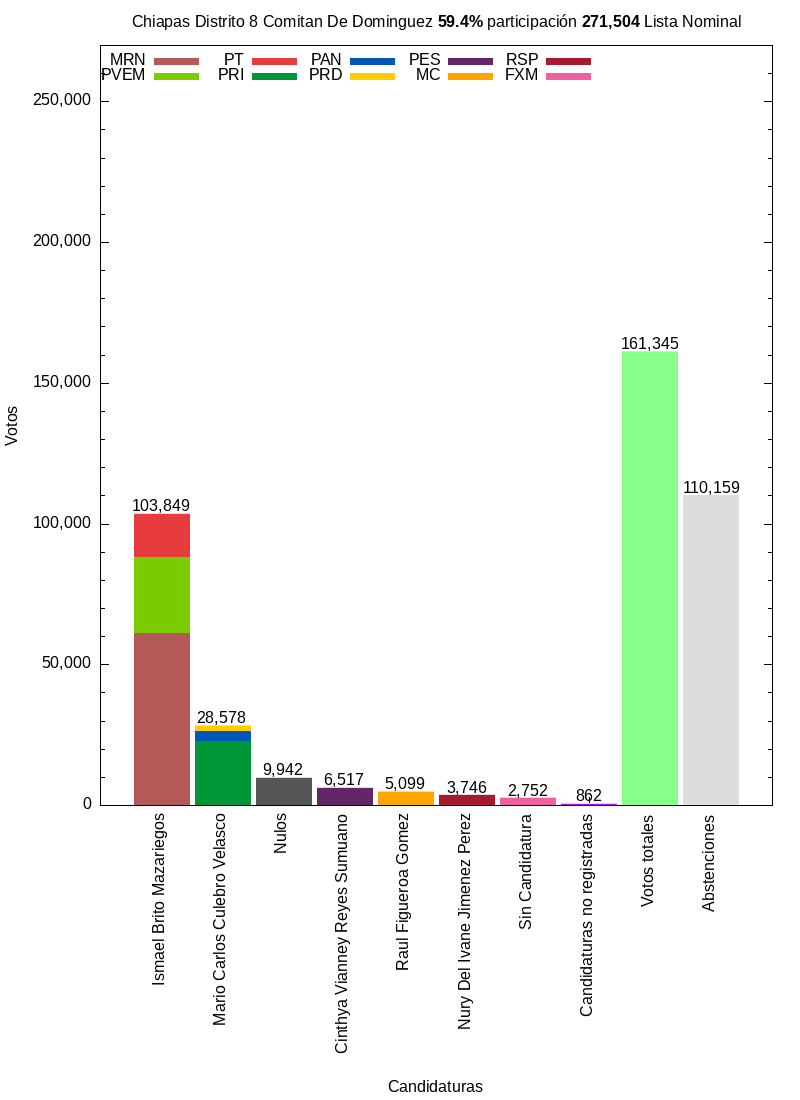 Chiapas Distrito 8 Comitan De Dominguez 59.4% participación 271,504 Lista Nominal
MRN PT PAN PES RSP
PVEM PRI PRD MC FXM
250,000
200,000
150,000
100,000
50,000
0
Votos
103,849
28,578
9,942
6,517
5,099
3,746
2,752
862
161,345
110,159
Ismael Brito Mazariegos
Mario Carlos Culebro Velasco
Nulos
Cinthya Vianney Reyes Sumuano
Raul Figueroa Gomez
Nury Del Ivane Jimenez Perez
Sin Candidatura
Candidaturas no registradas
Votos totales
Abstenciones
Candidaturas